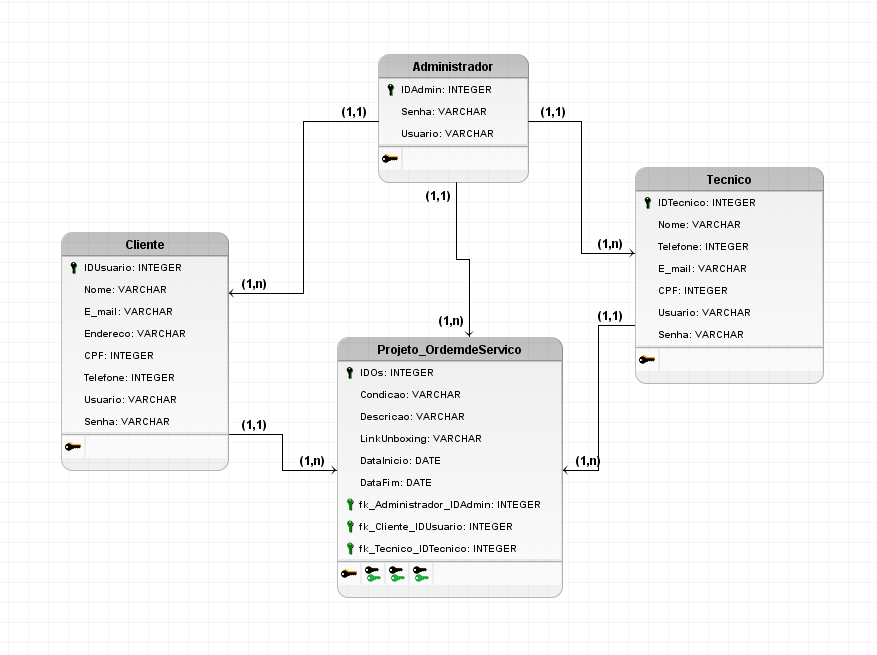 Administrador
IDAdmin: INTEGER
Senha: VARCHAR
Usuario: VARCHAR
(1,1)
(1,1)
(1,1)
Tecnico
IDTecnico: INTEGER
Nome: VARCHAR
Telefone: INTEGER
E_mail: VARCHAR
CPF: INTEGER
Usuario: VARCHAR
Senha: VARCHAR
(1,n)
(1,1)
Cliente
IDUsuario: INTEGER
Nome: VARCHAR
E_mail: VARCHAR
Endereco: VARCHAR
CPF: INTEGER
Telefone: INTEGER
Usuario: VARCHAR
Senha: VARCHAR
(1,n)
(1,1)
(1,n)
(1,n)
Projeto_OrdemdeServico
IDOs: INTEGER
Condicao: VARCHAR
Descricao: VARCHAR
LinkUnboxing: VARCHAR
DataInicio: DATE
DataFim: DATE
fk_Administrador_IDAdmin: INTEGER
fk_Cliente_IDUsuario: INTEGER
fk_Tecnico_IDTecnico: INTEGER
(1,n)